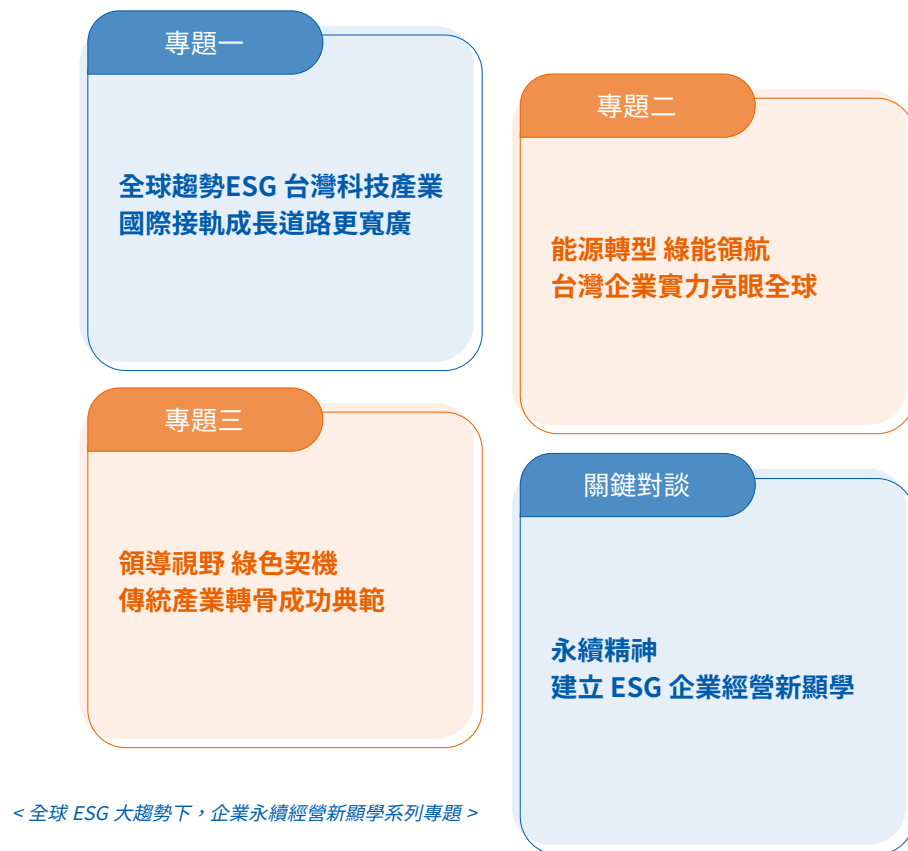 專題一
全球趨勢ESG 台灣科技產業
國際接軌成長道路更寬廣
專題二
能源轉型 綠能領航
台灣企業實力亮眼全球
專題三
領導視野 綠色契機
傳統產業轉骨成功典範
關鍵對談
永續精神
建立 ESG 企業經營新顯學
< 全球 ESG 大趨勢下，企業永續經營新顯學系列專題 >